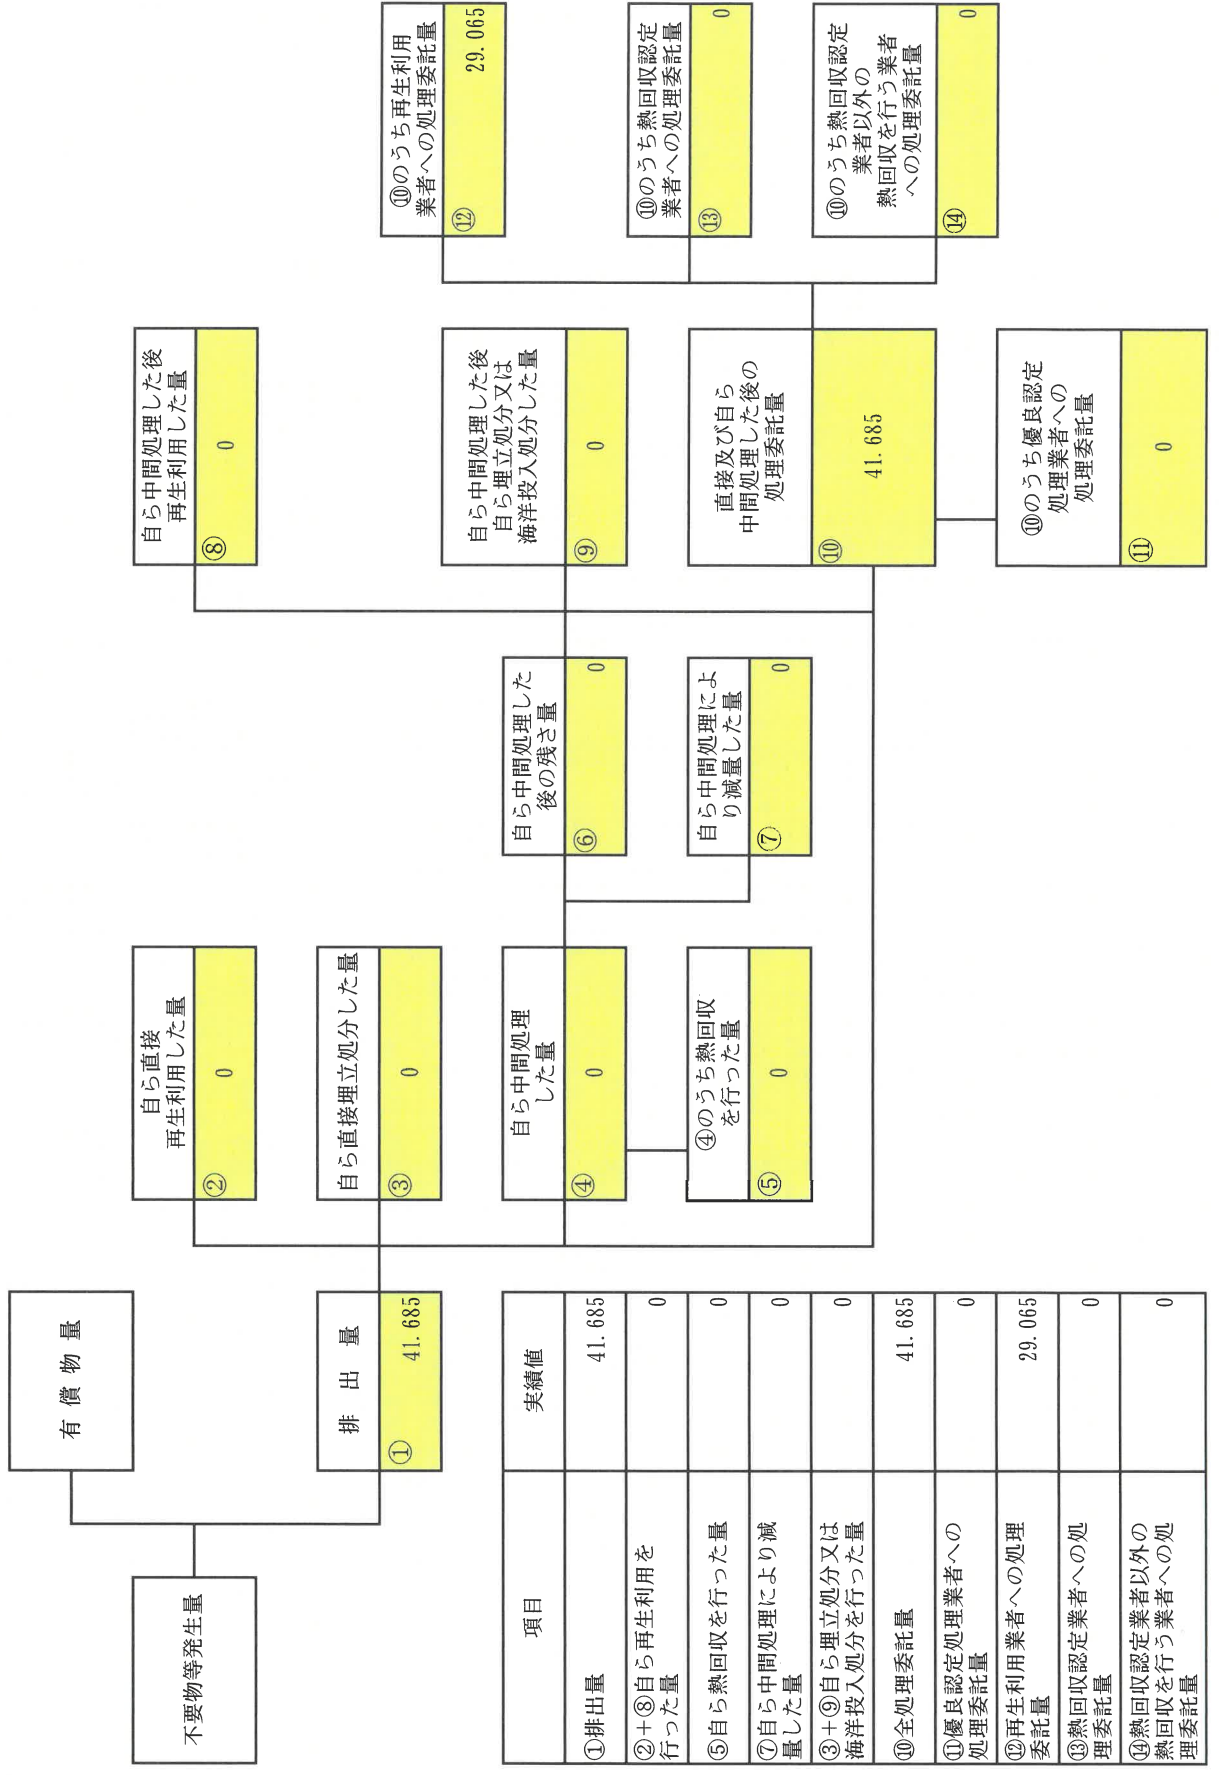 不要物等発生量
有償物量
排出量
① 41.685
自ら直接
再生利用した量
② 0
自ら直接埋立処分した量
③ 0
自ら中間処理
した量
④ 0
④のうち熱回収
を行った量
⑤ 0
自ら中間処理した
後の残さ量
⑥ 0
自ら中間処理によ
り減量した量
⑦ 0
自ら中間処理した後
再生利用した量
⑧ 0
自ら中間処理した後
自ら埋立処分又は
海洋投入処分した量
⑨ 0
直接及び自ら
中間処理した後の
処理委託量
⑩ 41.685
⑩のうち優良認定
処理業者への
処理委託量
⑪ 0
⑩のうち再生利用
業者への処理委託量
⑫ 29.065
⑩のうち熱回収認定
業者への処理委託量
⑬ 0
⑩のうち熱回収認定
業者以外の
熱回収を行う業者
への処理委託量
⑭ 0
項目 実績値
①排出量 41.685
②＋⑧自ら再生利用を
行った量 0
⑤自ら熱回収を行った量 0
⑦自ら中間処理により減
量した量 0
③＋⑨自ら埋立処分又は
海洋投入処分を行った量 0
⑩全処理委託量 41.685
⑪優良認定処理業者への
処理委託量 0
⑫再生利用業者への処理
委託量 29.065
⑬熱回収認定業者への処
理委託量 0
⑭熱回収認定業者以外の
熱回収を行う業者への処
理委託量 0